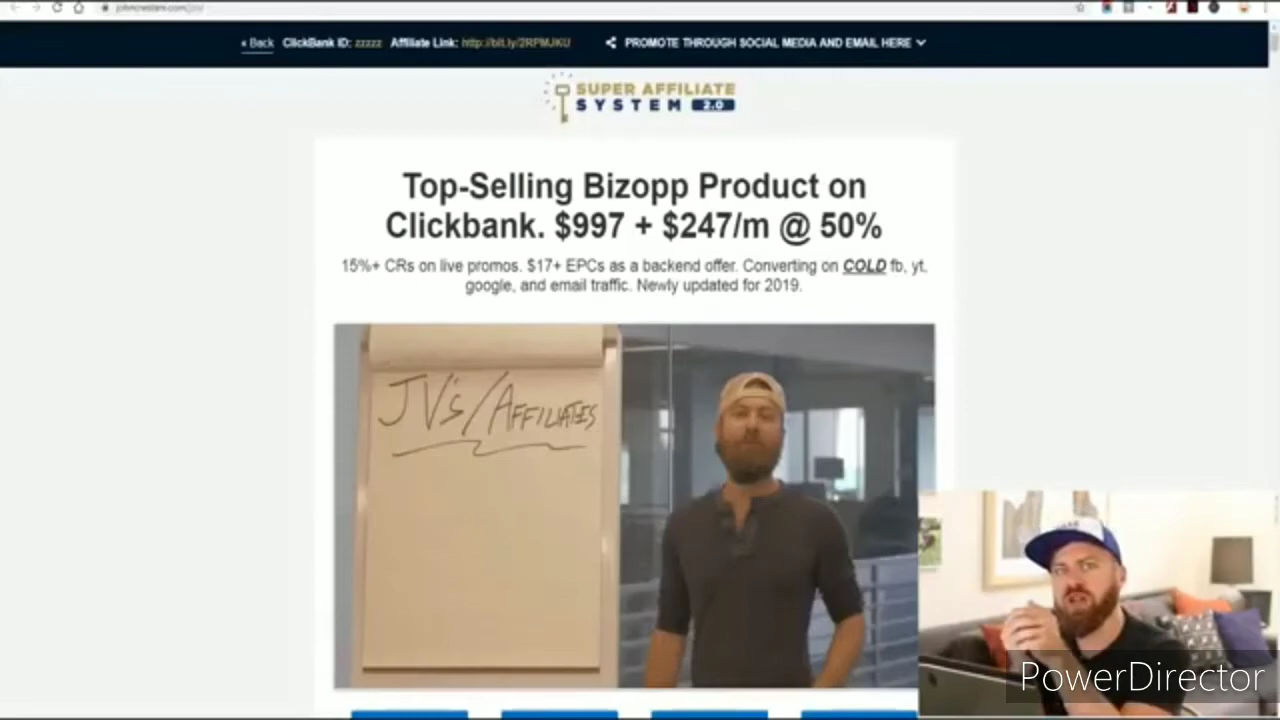 johncrestani.com/jv/
« Back ClickBank ID: zzzzz Affiliate Link: http://bit.ly/2RPMJKU PROMOTE THROUGH SOCIAL MEDIA AND EMAIL HERE
SUPER AFFILIATE
SYSTEM 2.0
Top-Selling Bizopp Product on
Clickbank. $997 + $247/m @ 50%
15%+ CRs on live promos. $17+ EPCs as a backend offer. Converting on COLD fb, yt,
google, and email traffic. Newly updated for 2019.
JV's/AFFILIATES
PowerDirector